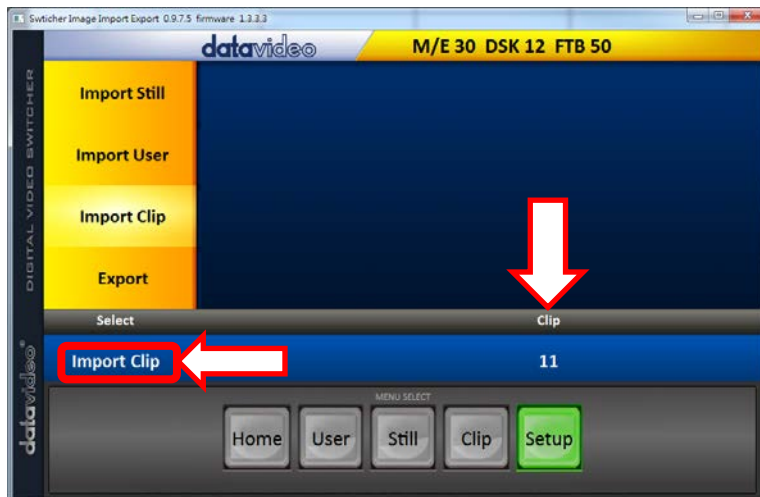 Swticher Image Import Export 0.9.7.5 firmware 1.3.3.3
datavideo M/E 30 DSK 12 FTB 50
DIGITAL VIDEO SWITCHER
Import Still
Import User
Import Clip
Export
Select Clip
Import Clip 11
datavideo®
MENU SELECT
Home User Still Clip Setup